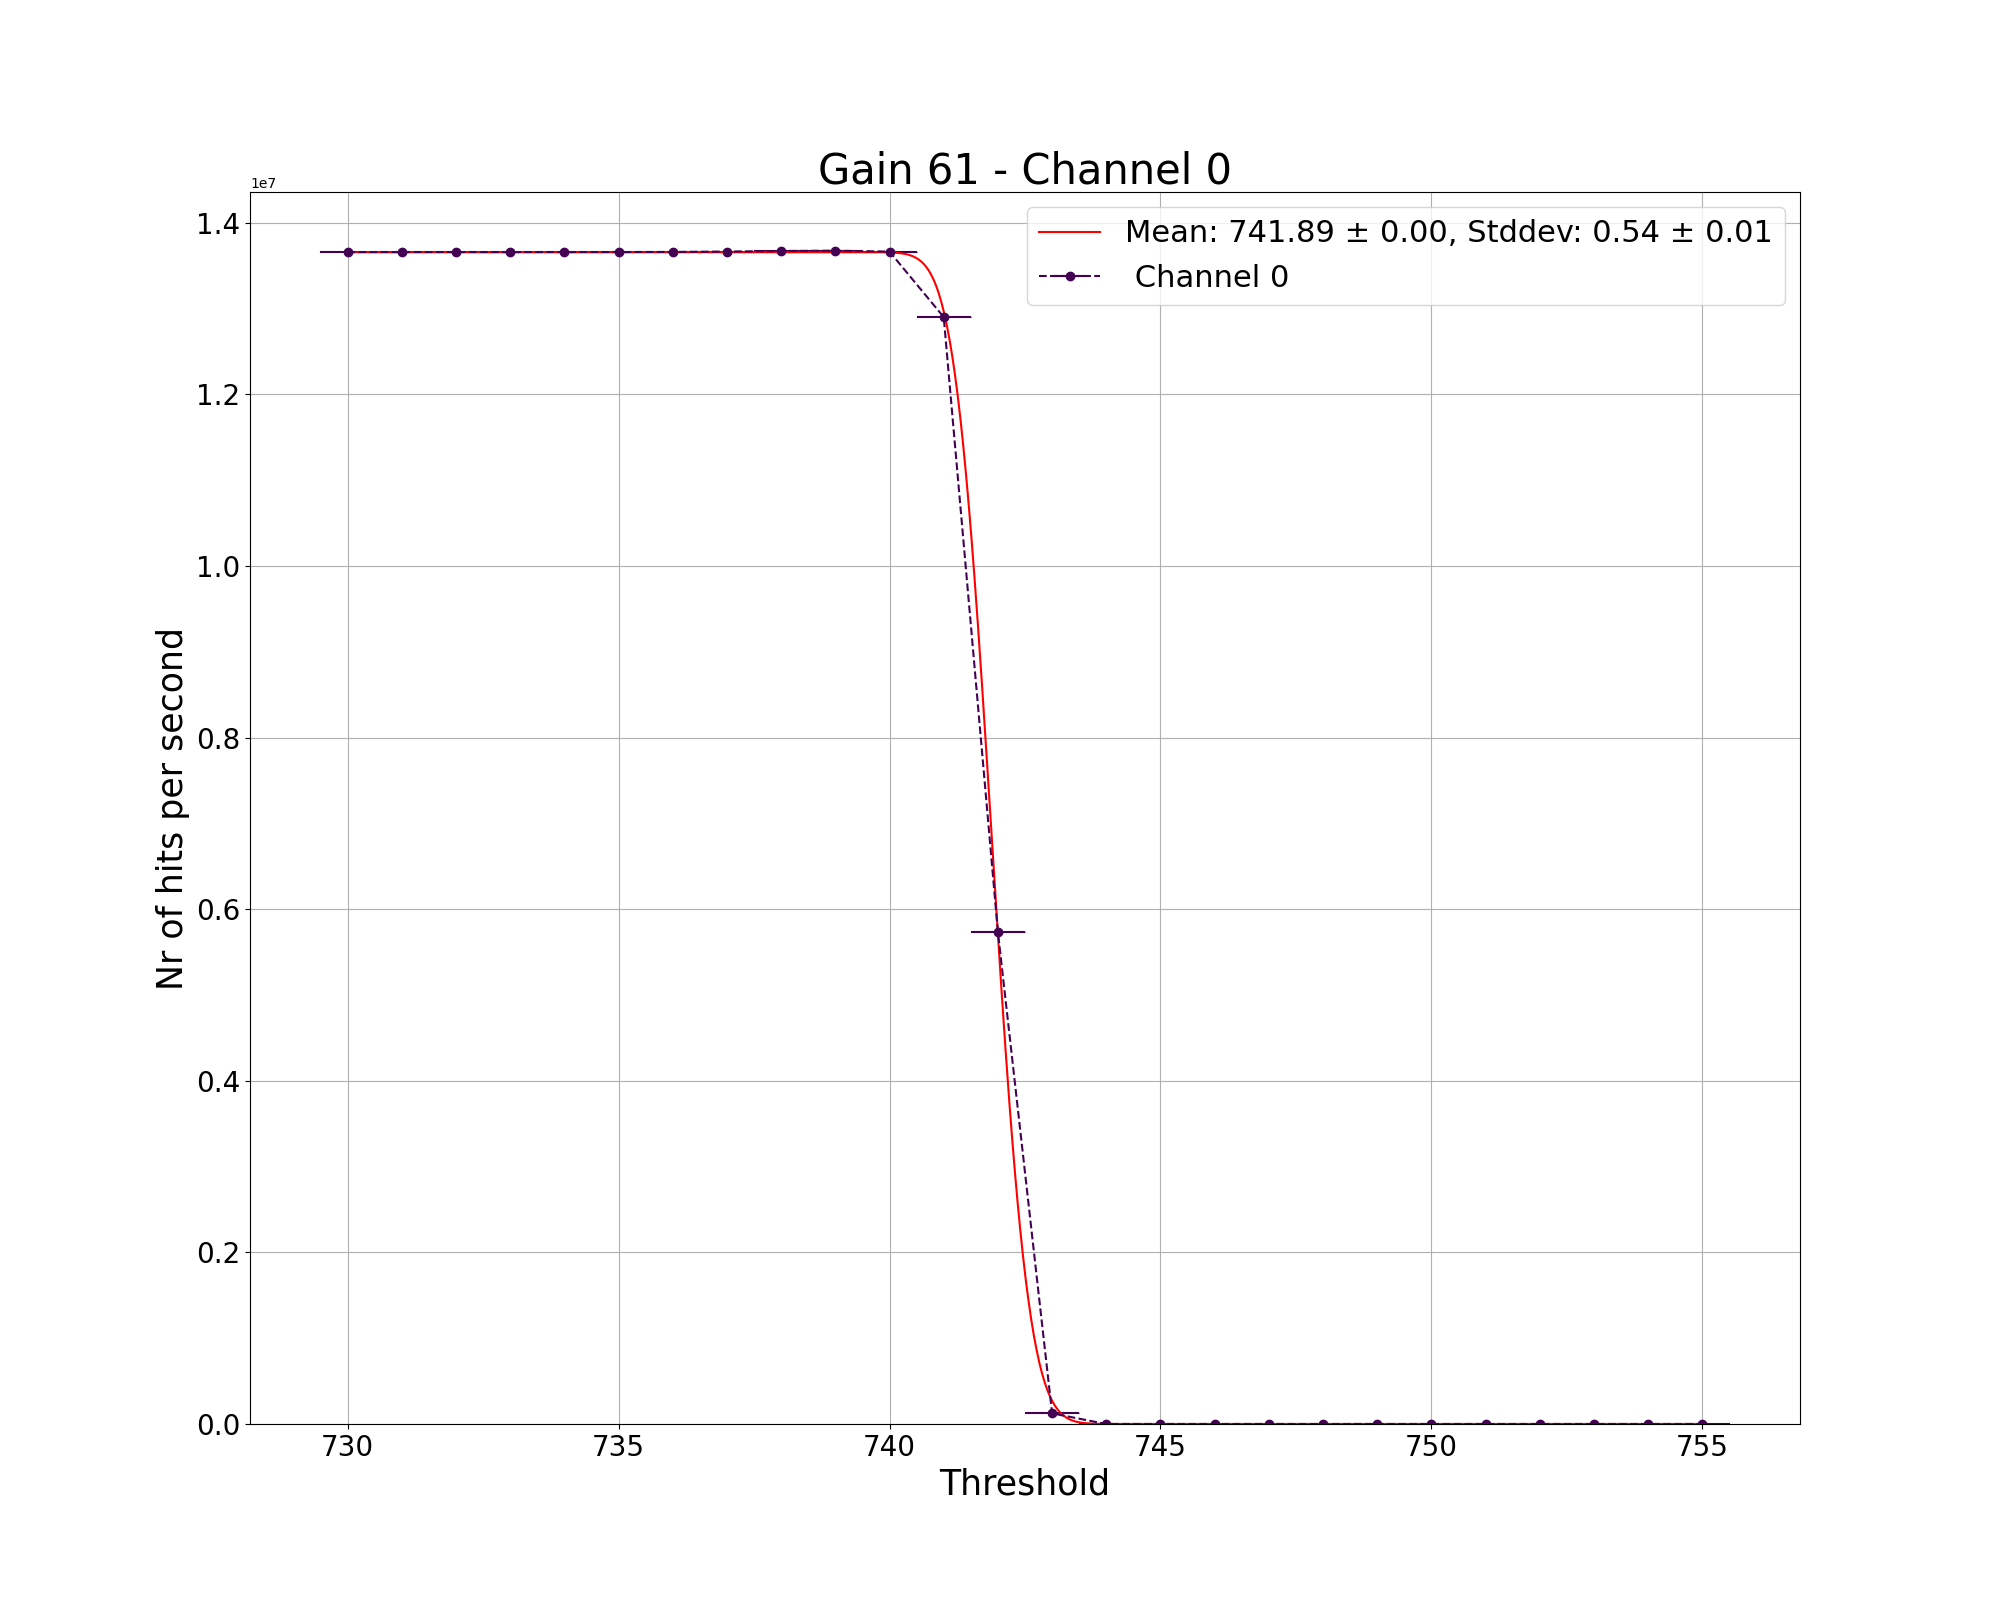 Gain 61 - Channel 0
1e7
Mean: 741.89 ± 0.00, Stddev: 0.54 ± 0.01
Channel 0
1.4
1.2
1.0
0.8
0.6
0.4
0.2
0.0
Nr of hits per second
730 735 740 745 750 755
Threshold